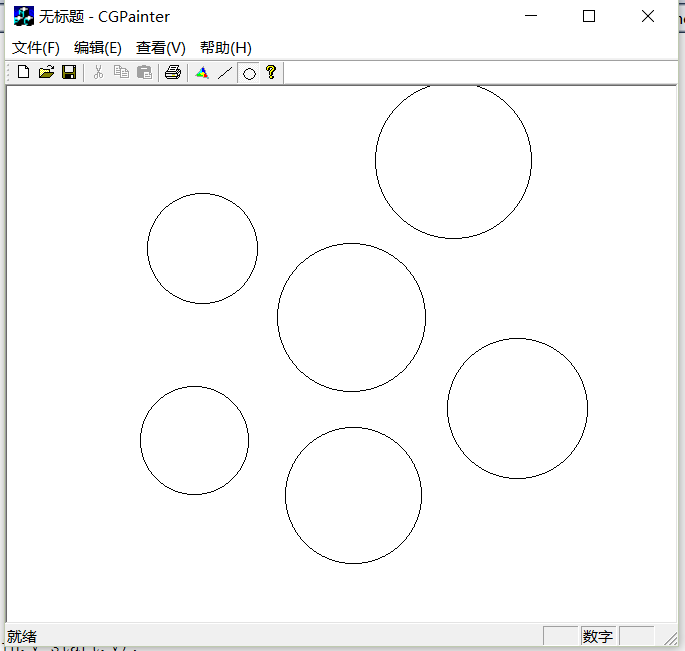 无标题 - CGPainter
文件(F) 编辑(E) 查看(V) 帮助(H)
就绪
数字